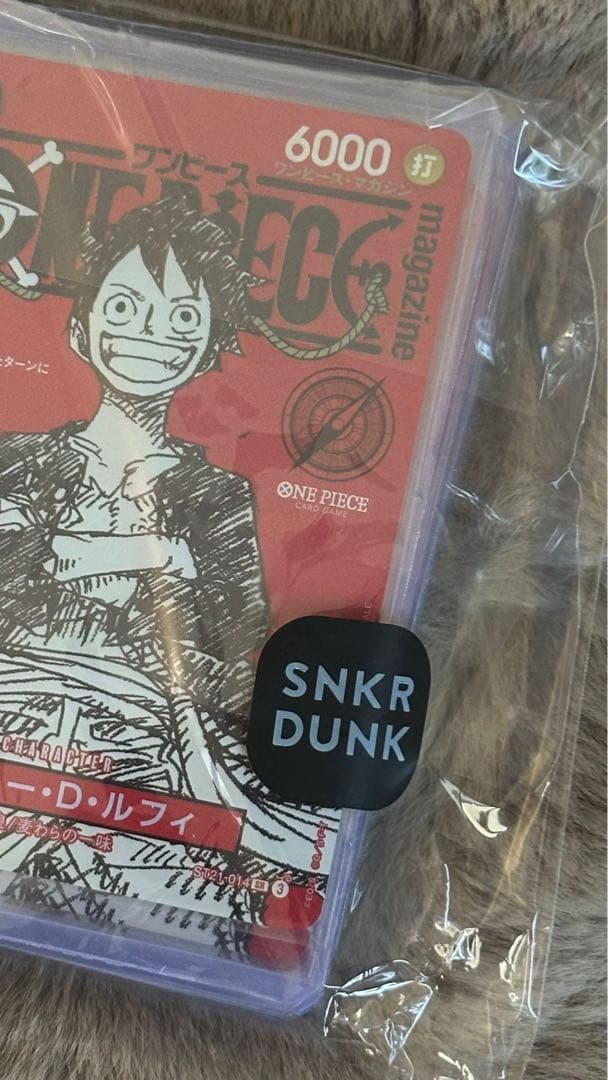 6000 打
ワンピース・マガジン
ワンピース
ONE PIECE
magazine
ターンに
ONE PIECE
CARD GAME
SNKR
DUNK
CHARACTER
ー・D・ルフィ
/麦わらの一味
ST21-014 SR 3